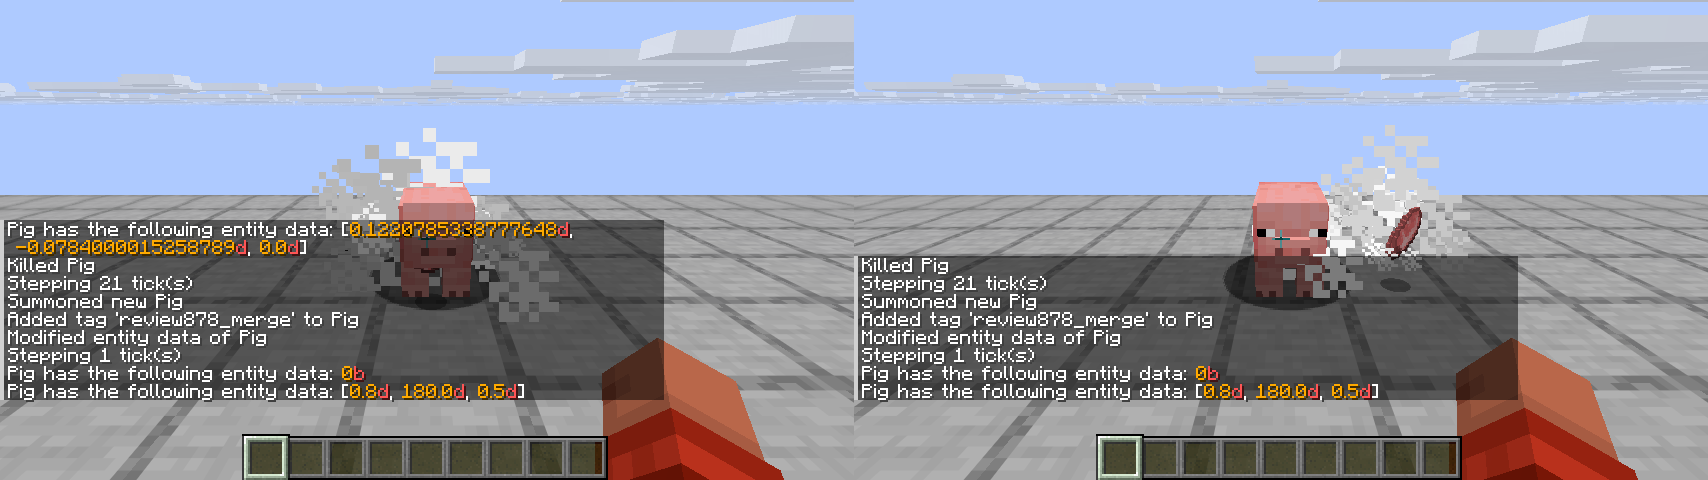 Pig has the following entity data: [0.1220785338777648d,
-0.0784000015258789d, 0.0d]
Killed Pig
Stepping 21 tick(s)
Summoned new Pig
Added tag 'review878_merge' to Pig
Modified entity data of Pig
Stepping 1 tick(s)
Pig has the following entity data: 0b
Pig has the following entity data: [0.8d, 180.0d, 0.5d]
Killed Pig
Stepping 21 tick(s)
Summoned new Pig
Added tag 'review878_merge' to Pig
Modified entity data of Pig
Stepping 1 tick(s)
Pig has the following entity data: 0b
Pig has the following entity data: [0.8d, 180.0d, 0.5d]